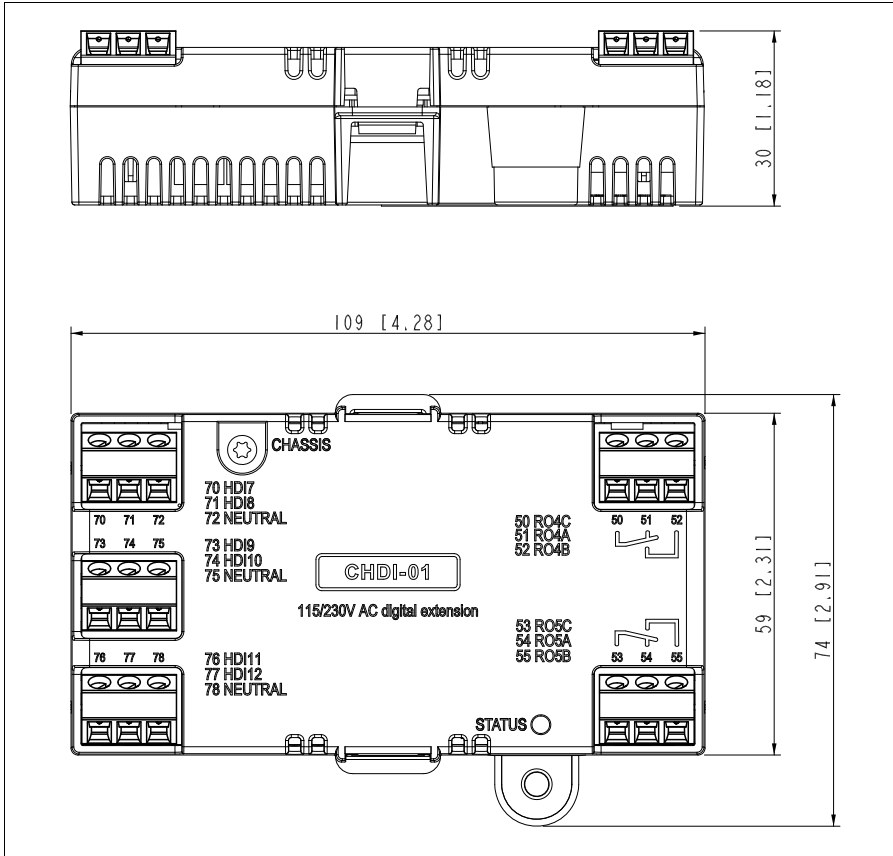 30 [1.18]
109 [4.28]
CHASSIS
70 HDI7
71 HDI8
72 NEUTRAL
70 71 72
73 74 75
73 HDI9
74 HDI10
75 NEUTRAL
50 RO4C
51 RO4A
52 RO4B
50 51 52
CHDI-01
115/230V AC digital extension
53 RO5C
54 RO5A
55 RO5B
53 54 55
76 77 78
76 HDI11
77 HDI12
78 NEUTRAL
STATUS
59 [2.31]
74 [2.91]